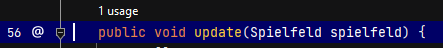 1 usage
56 @ public void update(Spielfeld spielfeld) {